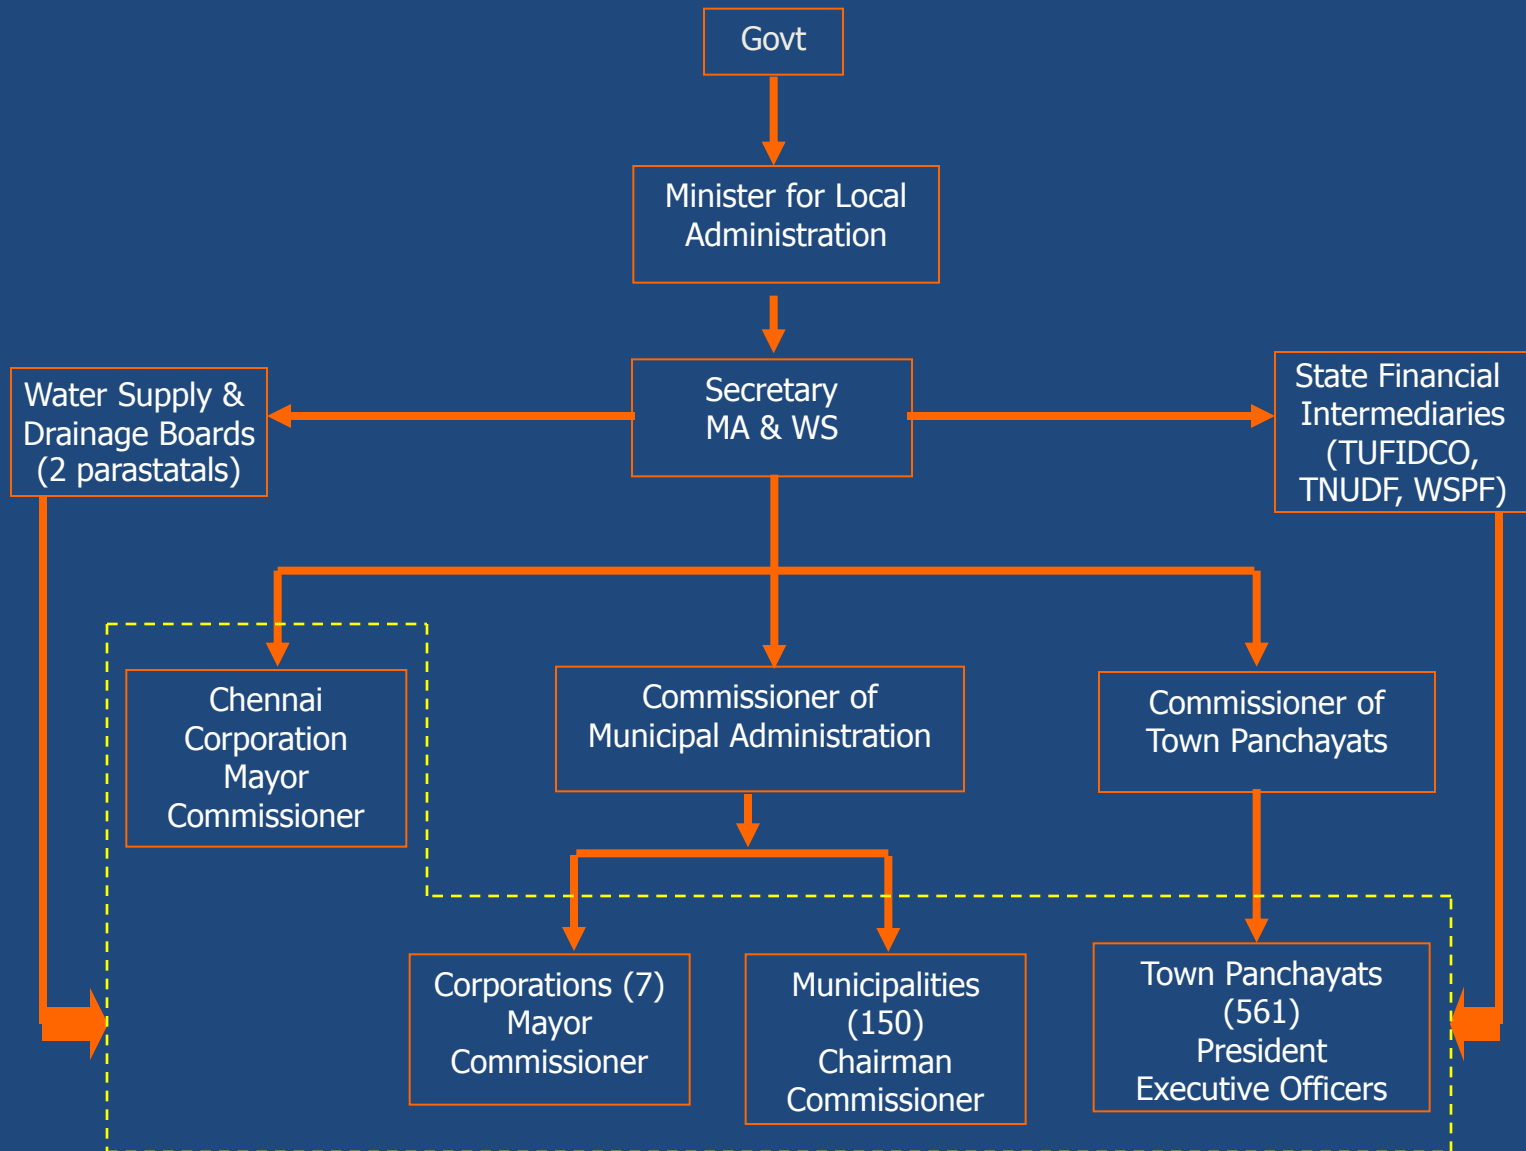 Govt
Minister for Local
Administration
Secretary
MA & WS
Water Supply &
Drainage Boards
(2 parastatals)
State Financial
Intermediaries
(TUFIDCO,
TNUDF, WSPF)
Chennai
Corporation
Mayor
Commissioner
Commissioner of
Municipal Administration
Commissioner of
Town Panchayats
Corporations (7)
Mayor
Commissioner
Municipalities
(150)
Chairman
Commissioner
Town Panchayats
(561)
President
Executive Officers